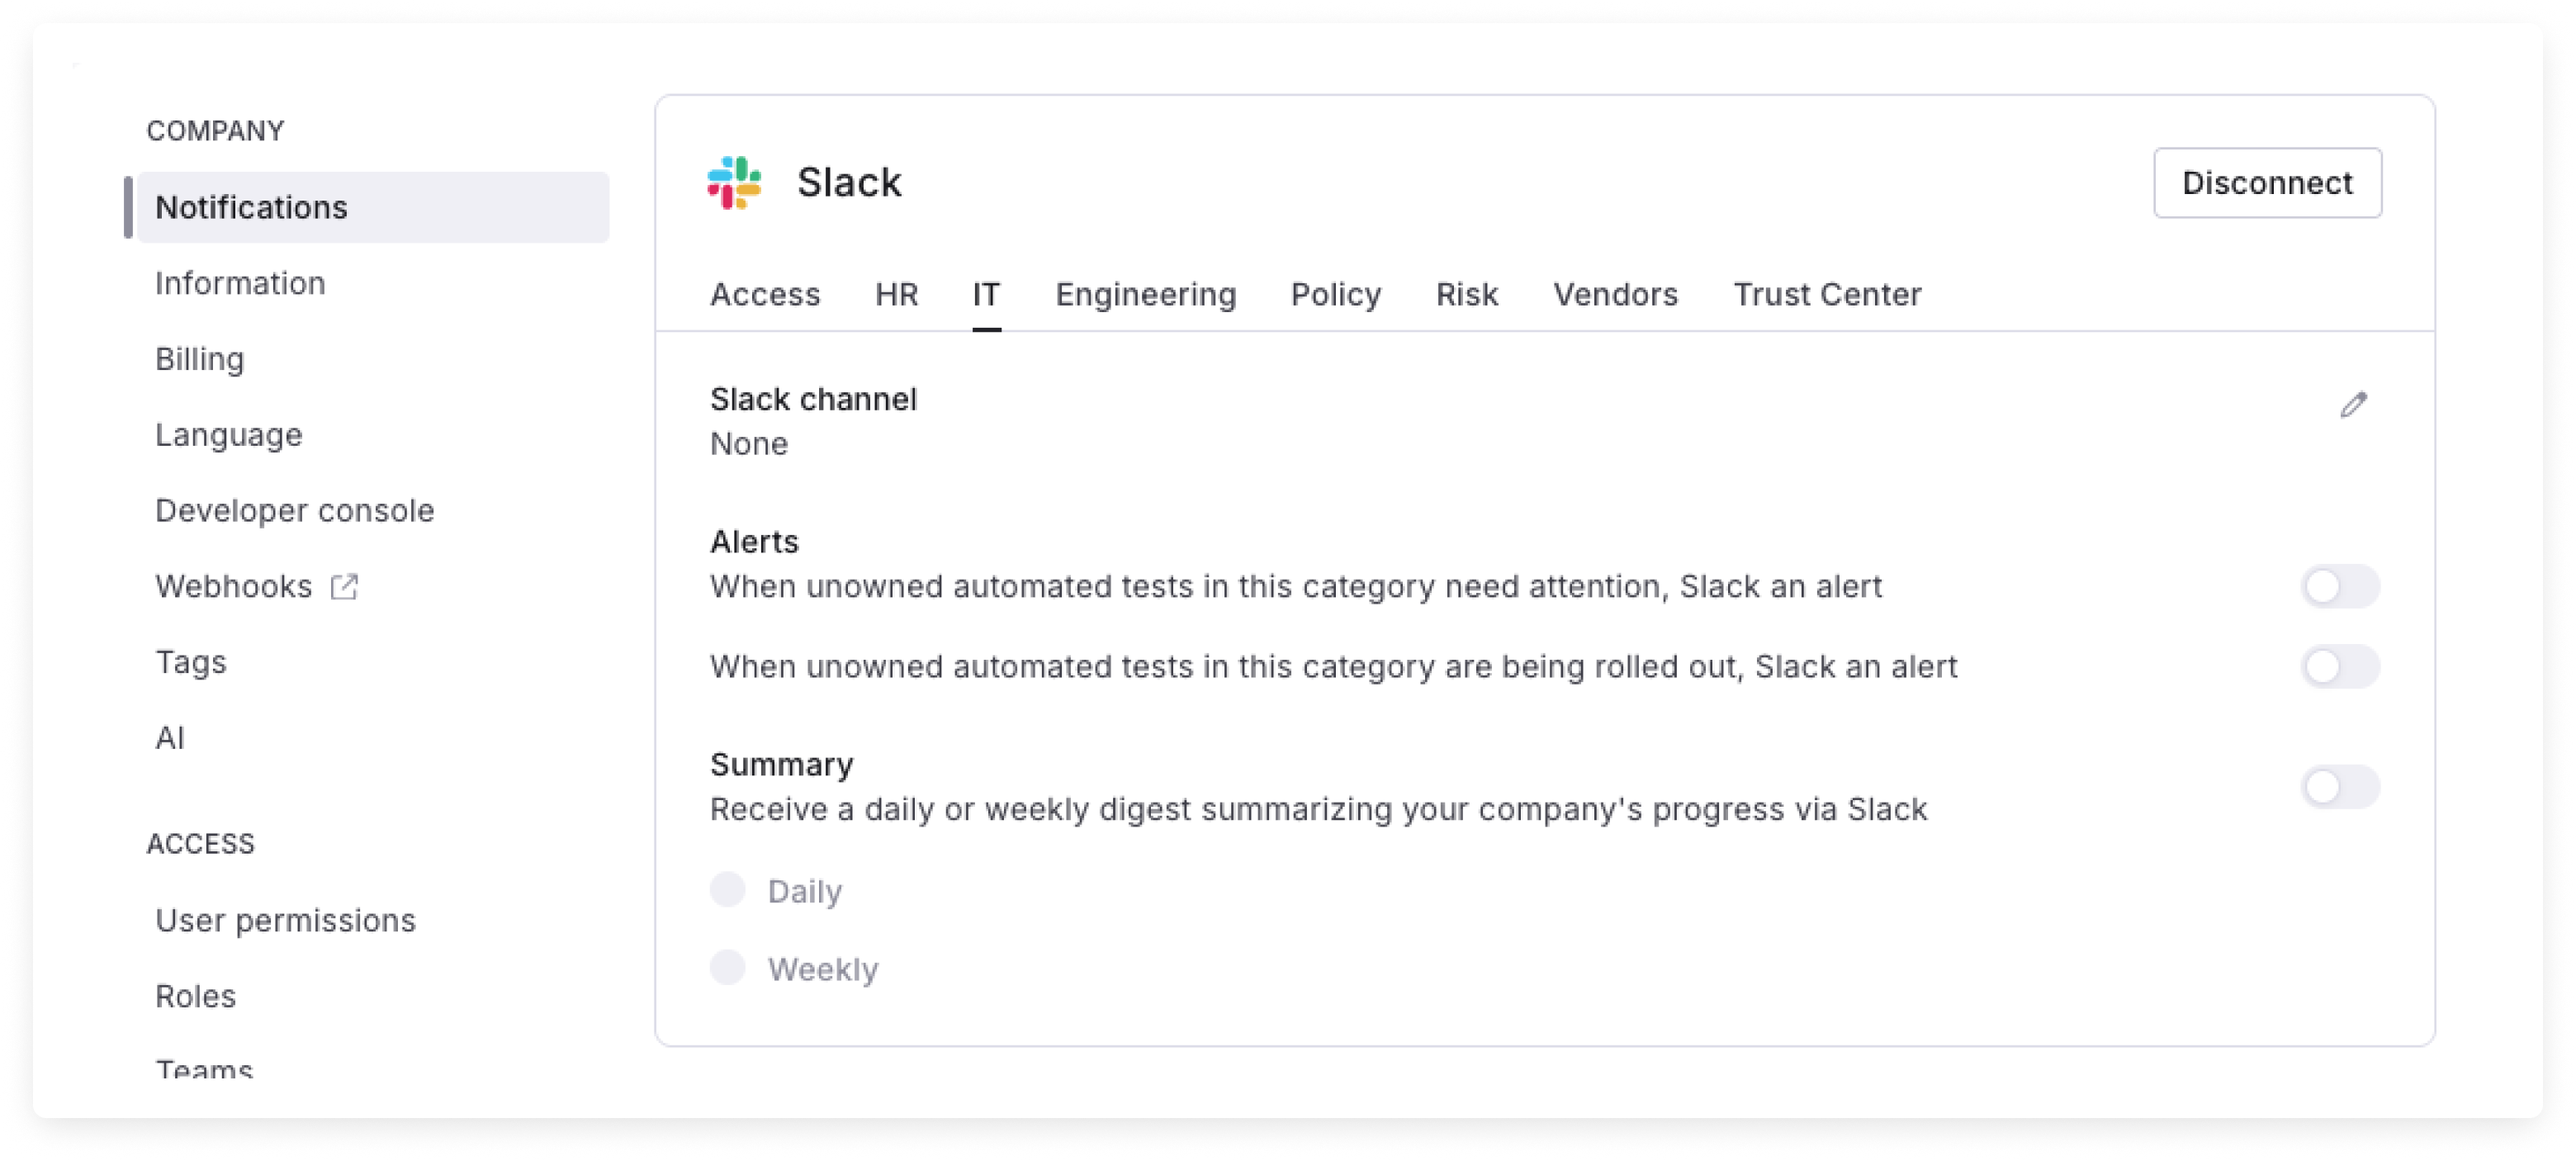 COMPANY
Notifications
Information
Billing
Language
Developer console
Webhooks
Tags
AI
ACCESS
User permissions
Roles
Teams
Slack
Disconnect
Access HR IT Engineering Policy Risk Vendors Trust Center
Slack channel
None
Alerts
When unowned automated tests in this category need attention, Slack an alert
When unowned automated tests in this category are being rolled out, Slack an alert
Summary
Receive a daily or weekly digest summarizing your company's progress via Slack
Daily
Weekly